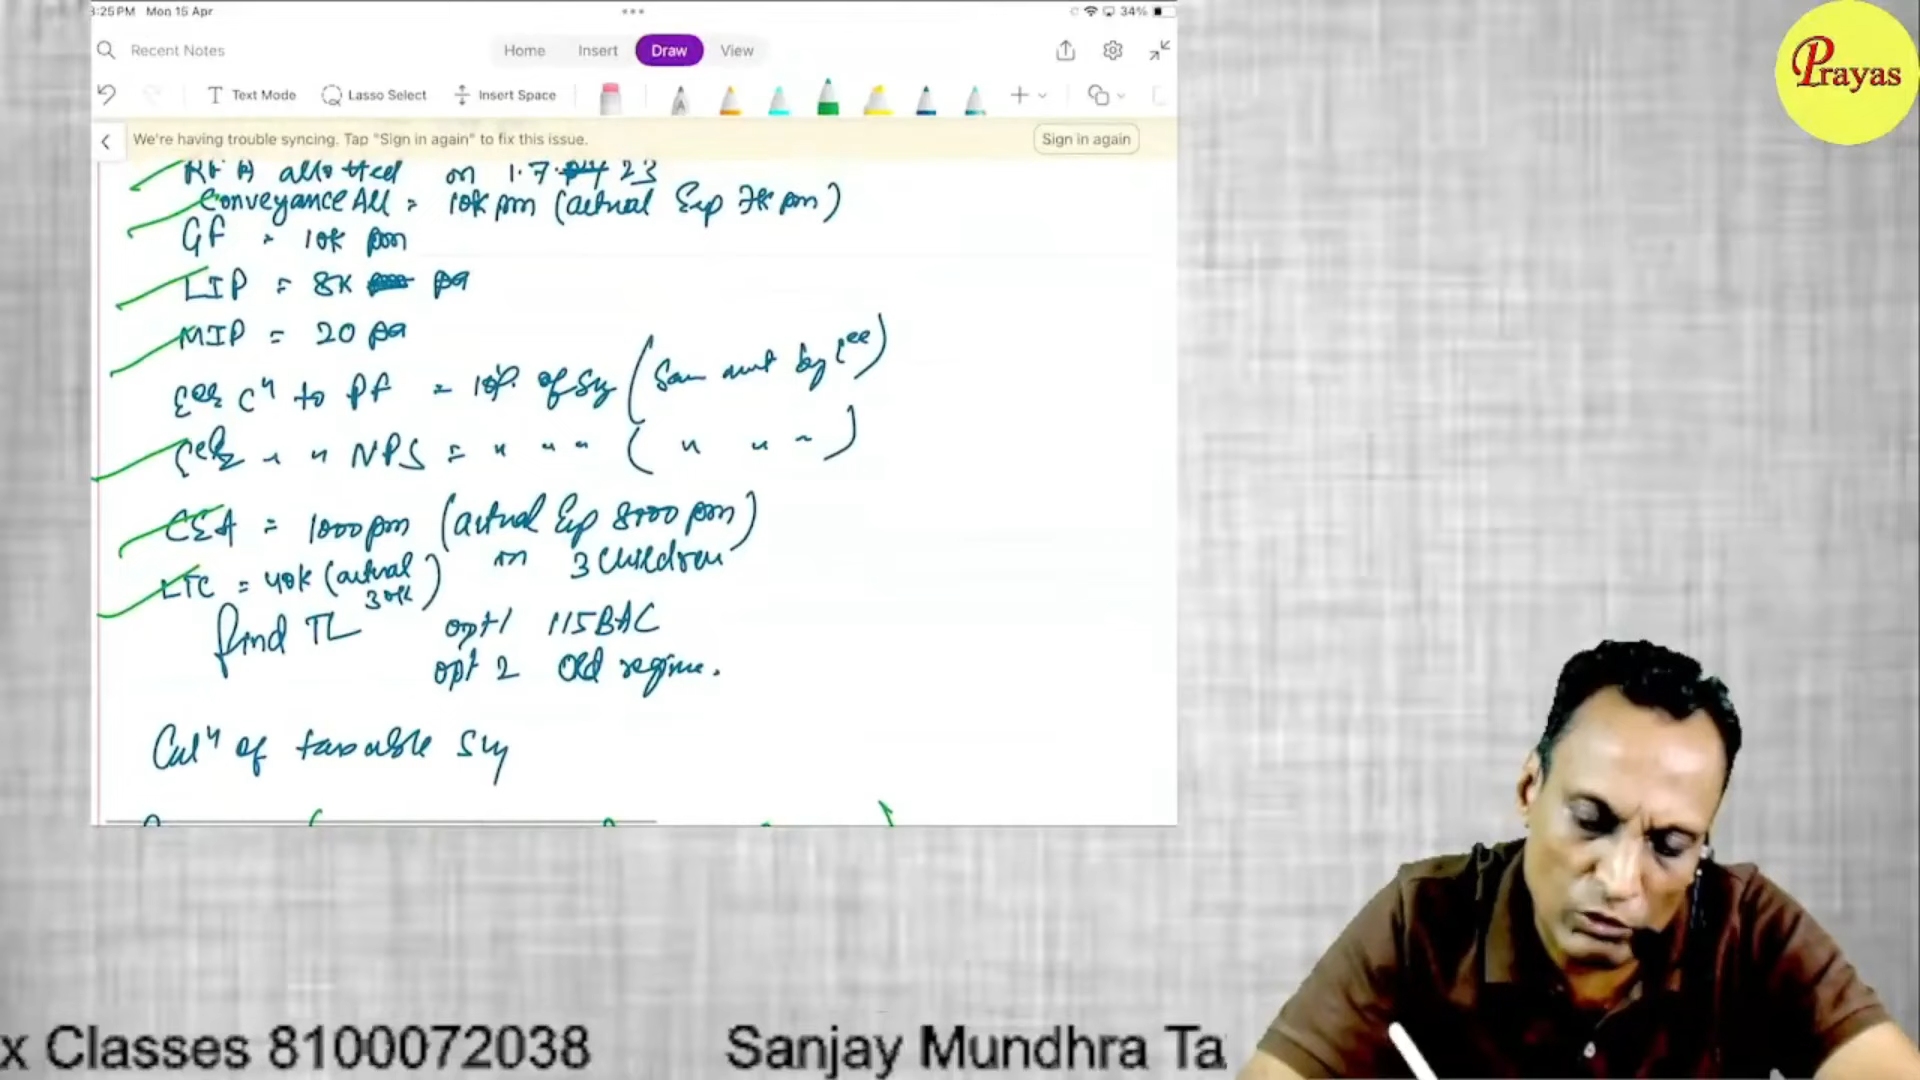 3:25 PM Mon 15 Apr
34%
Recent Notes
Home Insert Draw View
Text Mode Lasso Select Insert Space
We're having trouble syncing. Tap "Sign in again" to fix this issue.
Sign in again
Prayas
RFA allotted on 1.7. 23
Conveyance All = 10k pm (actual Exp 7k pm)
GF = 10k pm
LIP = 8k pa
MIP = 20 pa
to PF = 10% of Sy ( amt by Eee)
" " NPS = " " " ( " " ~ )
CEA = 1000 pm (actual Exp 8000 pm)
on 3 children
LTC = 40k (actual 30k)
find TL opt 1 115BAC
opt 2 Old regime.
Calⁿ of taxable Sy
x Classes 8100072038 Sanjay Mundhra Ta